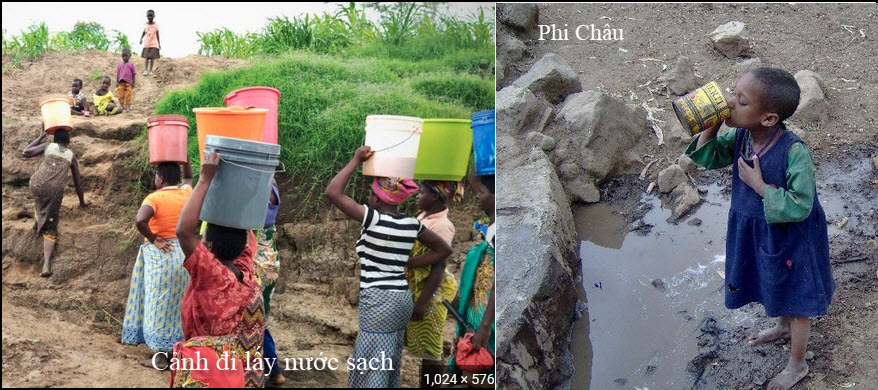 Phi Châu
Cảnh đi lấy nước sạch
1,024 × 576